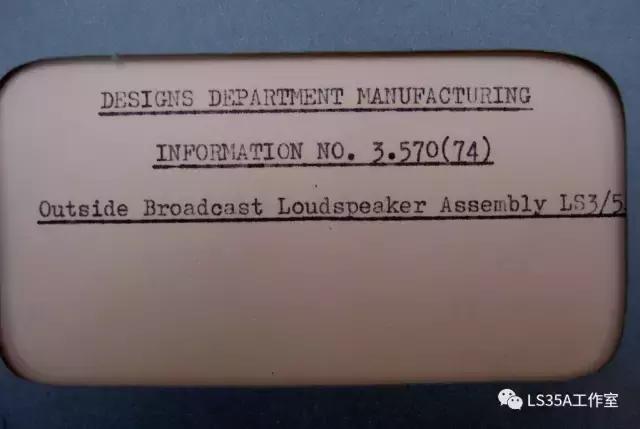 DESIGNS DEPARTMENT MANUFACTURING
INFORMATION NO. 3.570(74)
Outside Broadcast Loudspeaker Assembly LS3/5
LS35A工作室